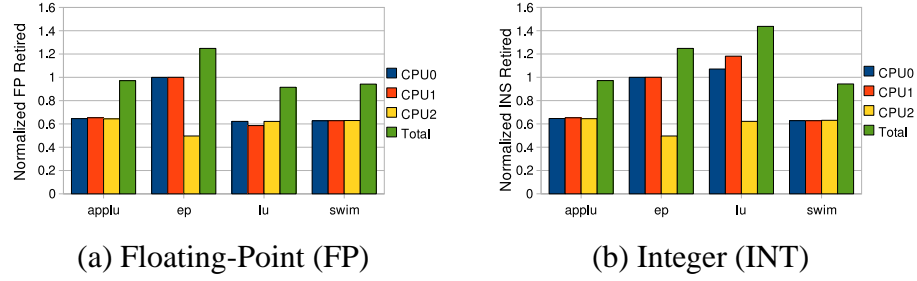 1.6
1.4
1.2
1
0.8
0.6
0.4
0.2
0
Normalized FP Retired
applu ep lu swim
CPU0
CPU1
CPU2
Total
(a) Floating-Point (FP)
1.6
1.4
1.2
1
0.8
0.6
0.4
0.2
0
Normalized INS Retired
applu ep lu swim
CPU0
CPU1
CPU2
Total
(b) Integer (INT)